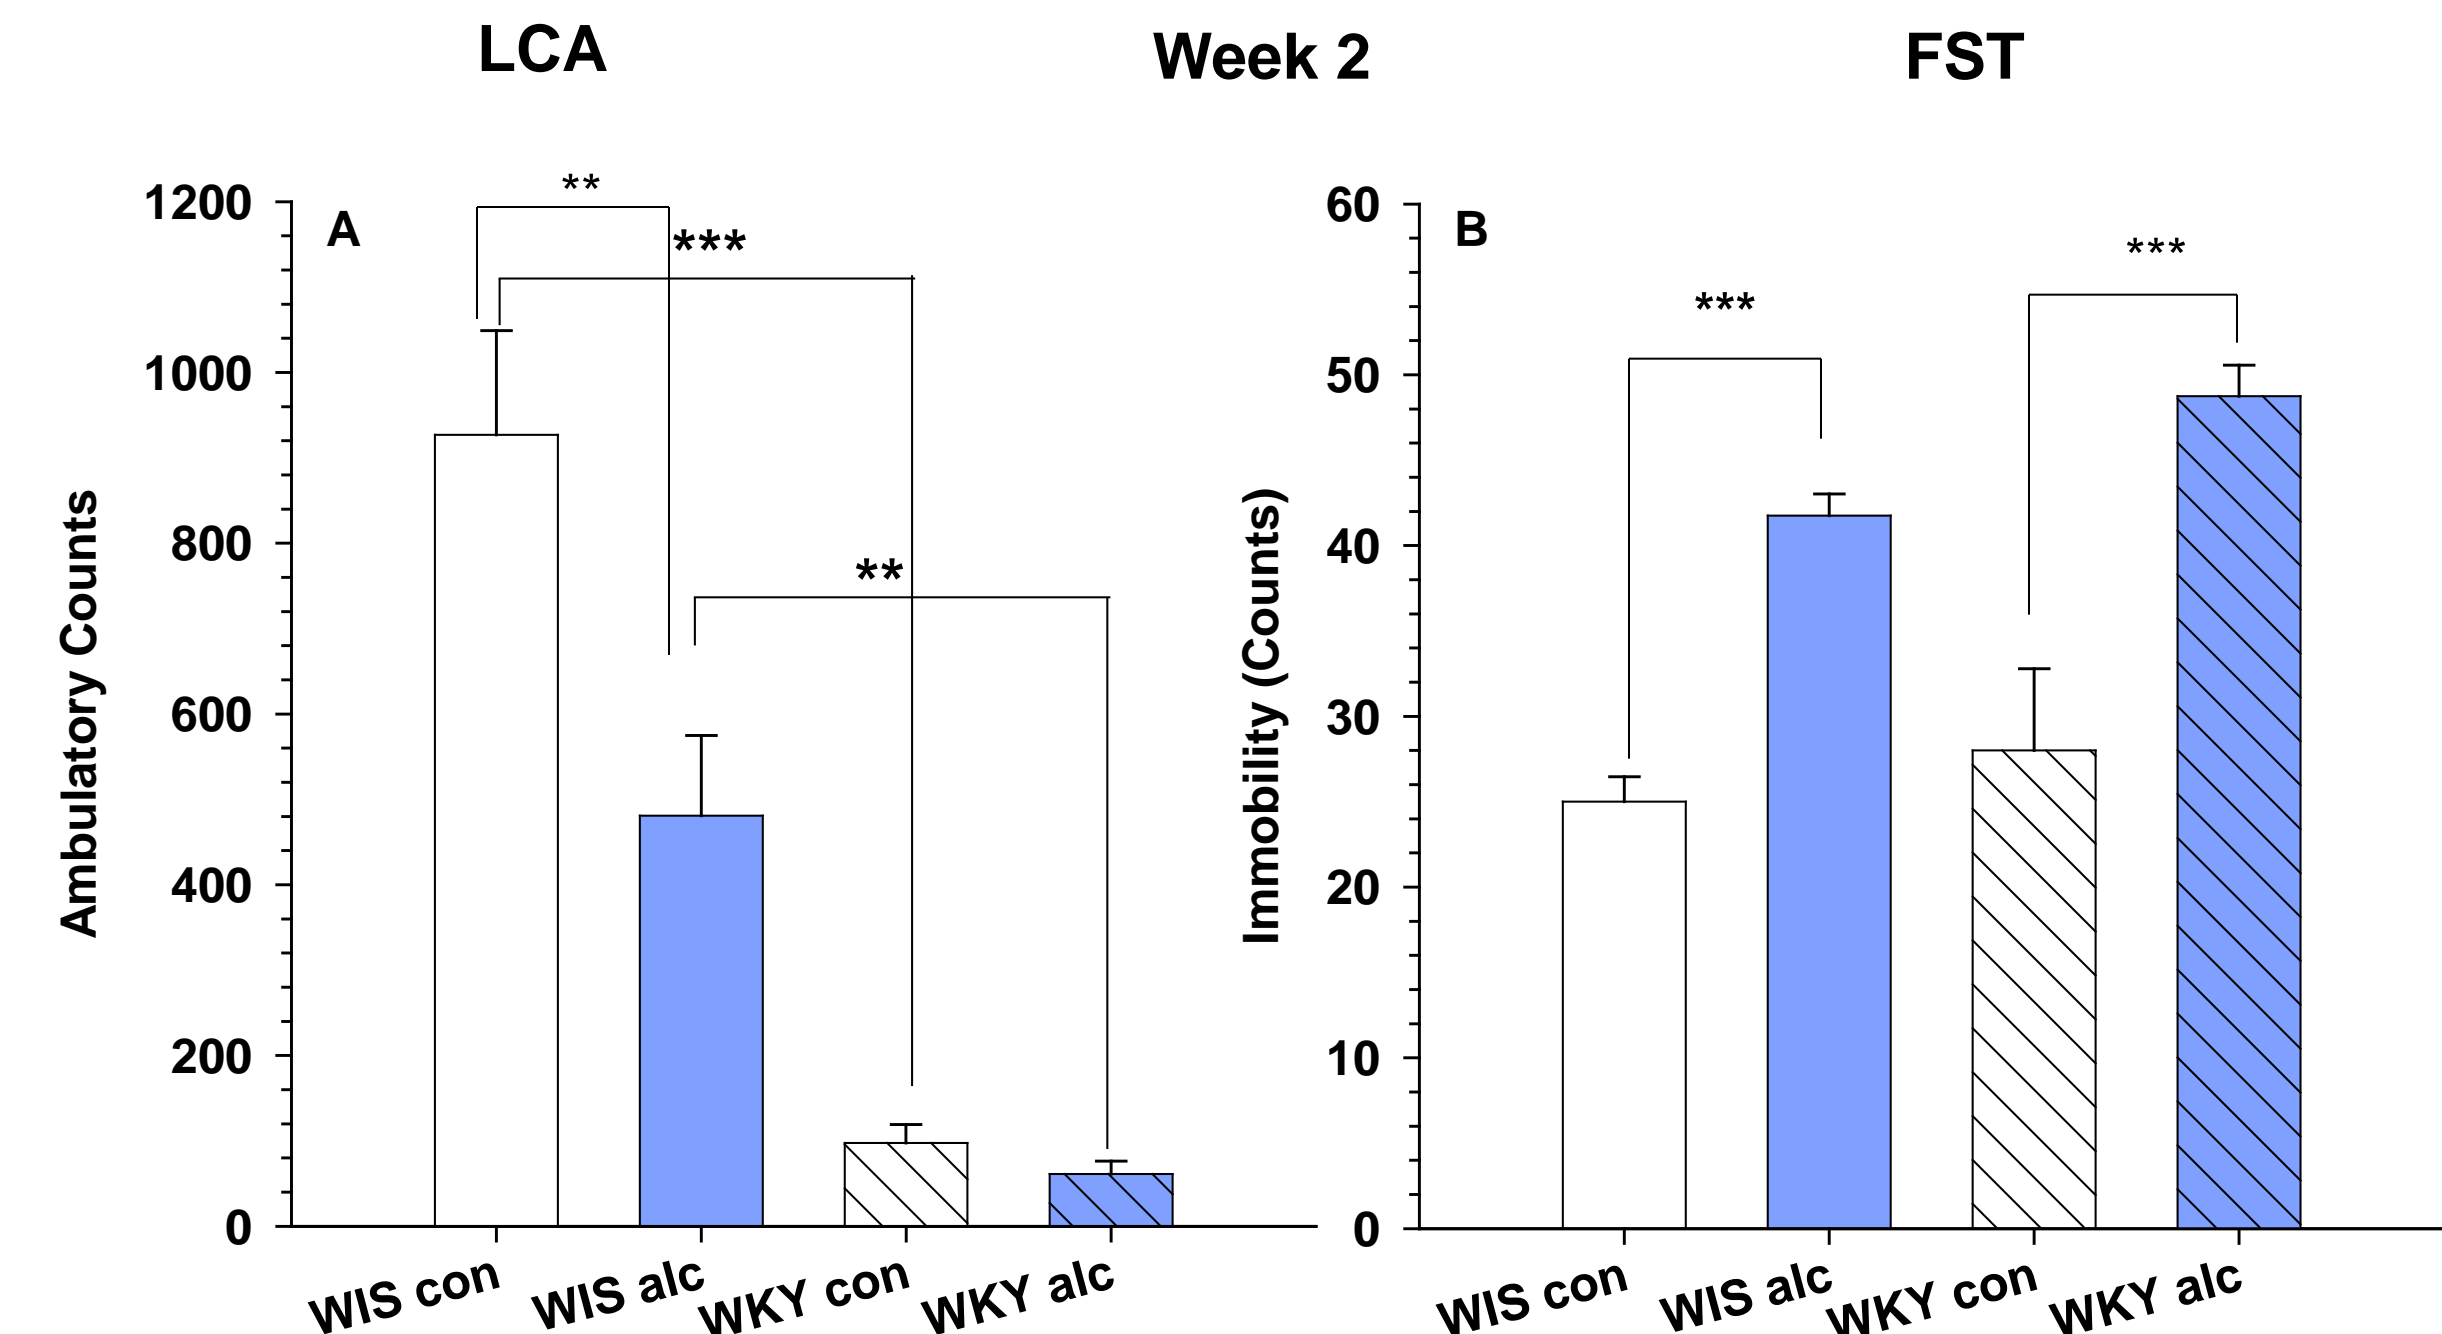 LCA
Week 2
FST
A
**
***
**
1200
1000
800
600
400
200
0
Ambulatory Counts
WIS con
WIS alc
WKY con
WKY alc
B
***
***
60
50
40
30
20
10
0
Immobility (Counts)
WIS con
WIS alc
WKY con
WKY alc